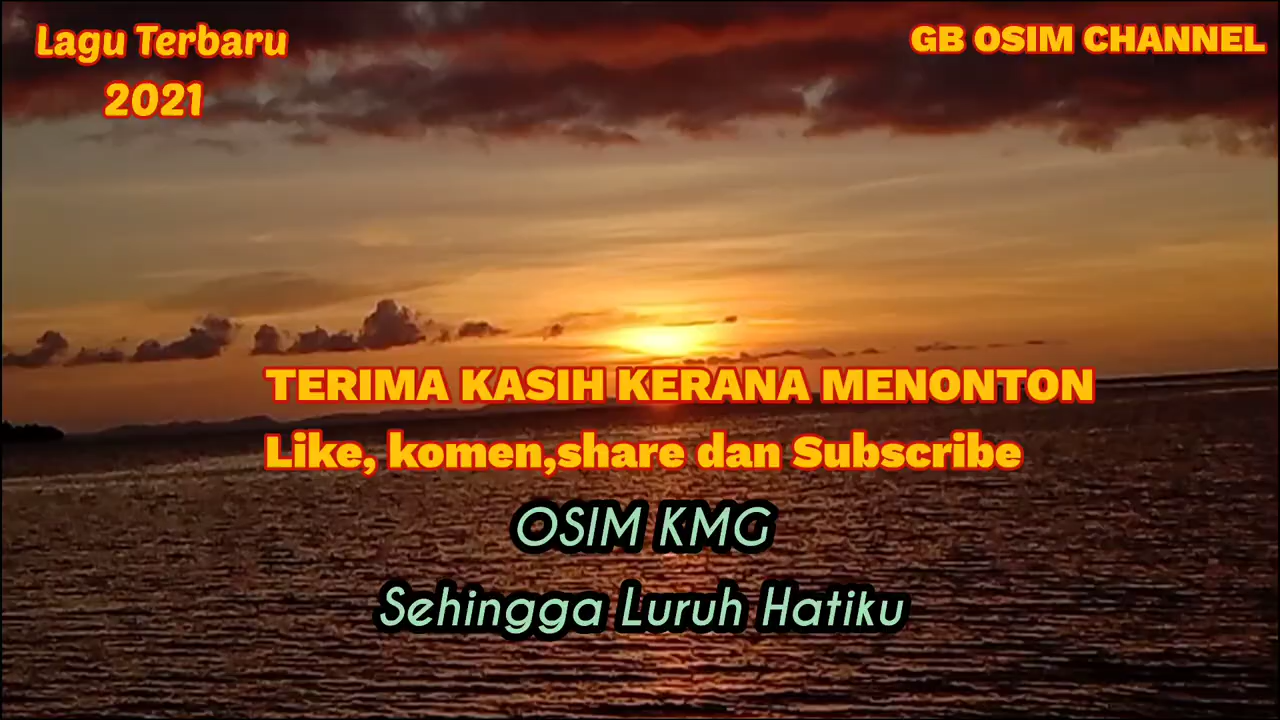 Lagu Terbaru
2021
GB OSIM CHANNEL
TERIMA KASIH KERANA MENONTON
Like, komen,share dan Subscribe
OSIM KMG
Sehingga Luruh Hatiku